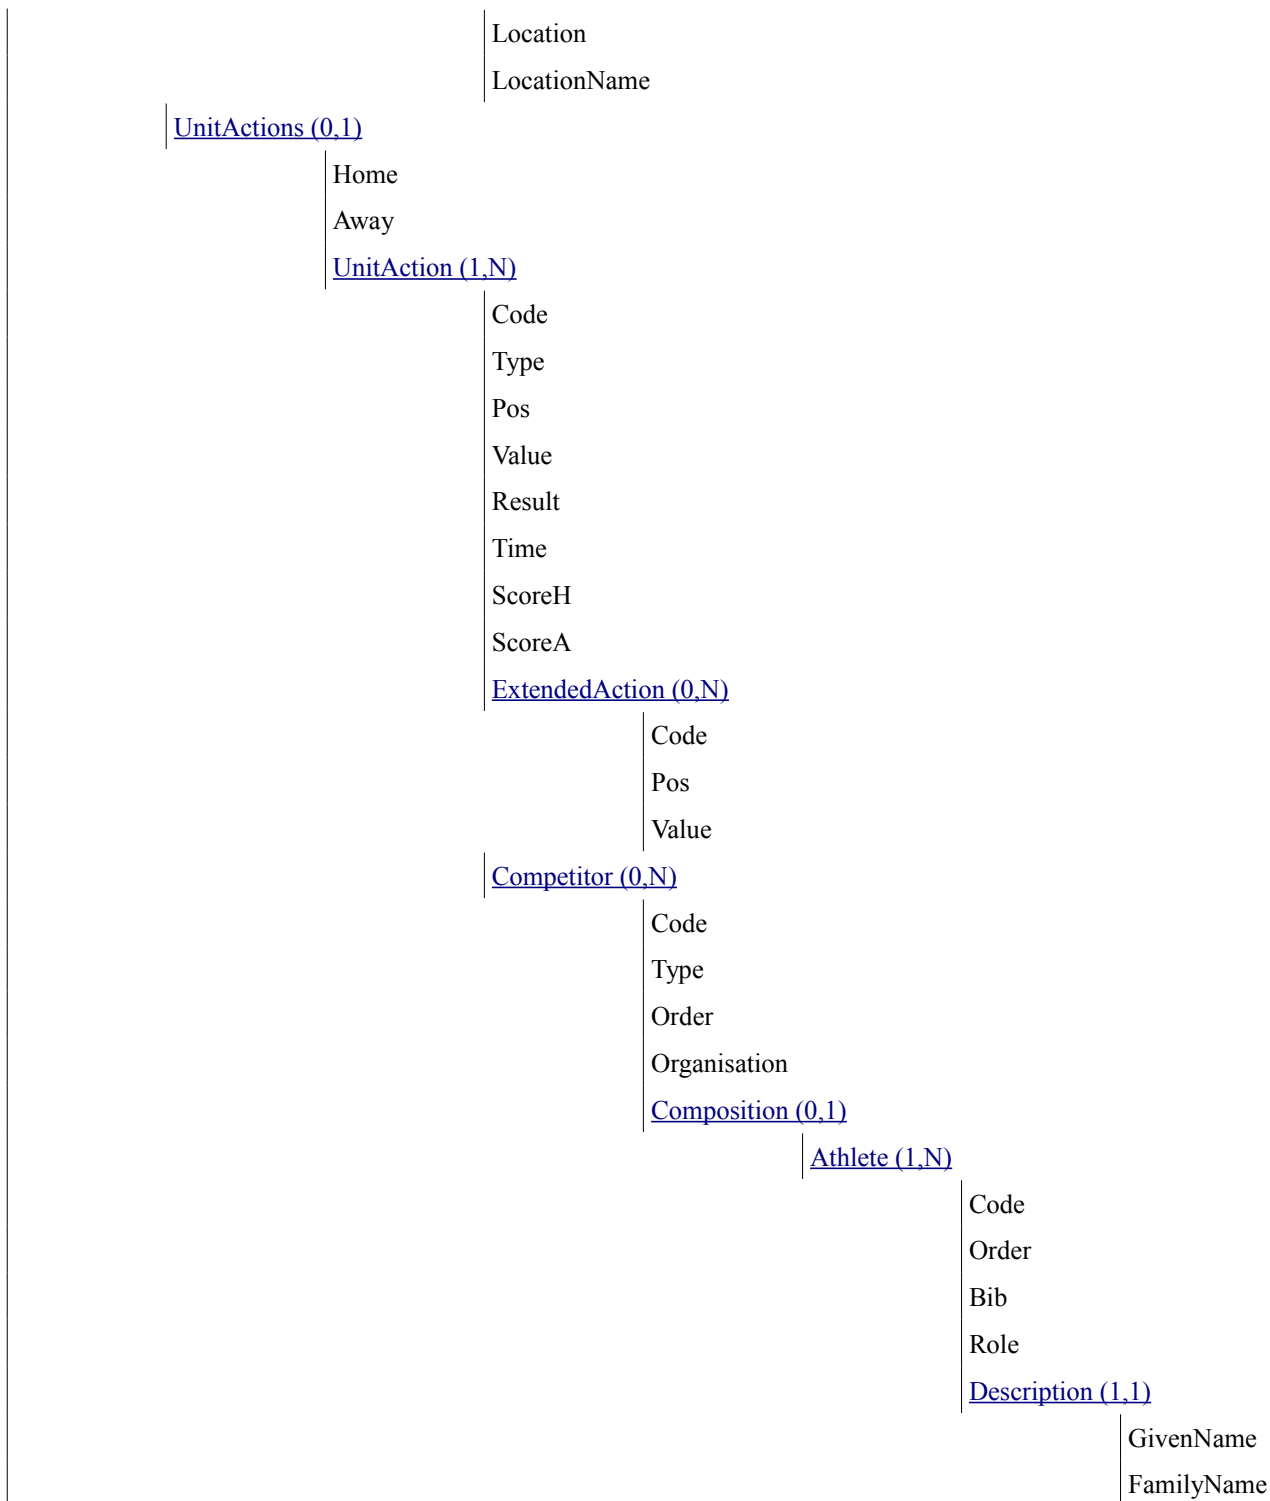 Location
LocationName
UnitActions (0,1)
Home
Away
UnitAction (1,N)
Code
Type
Pos
Value
Result
Time
ScoreH
ScoreA
ExtendedAction (0,N)
Code
Pos
Value
Competitor (0,N)
Code
Type
Order
Organisation
Composition (0,1)
Athlete (1,N)
Code
Order
Bib
Role
Description (1,1)
GivenName
FamilyName